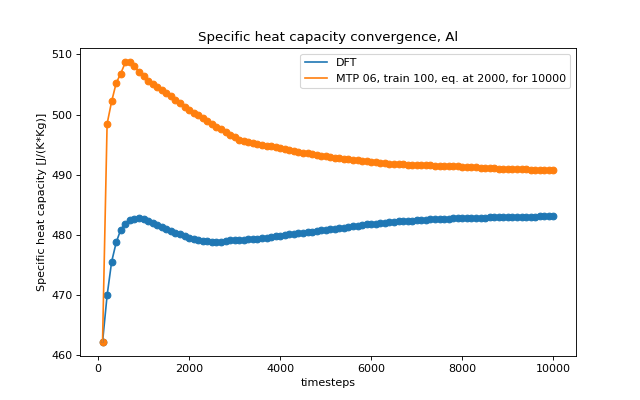 Specific heat capacity convergence, Al
DFT
MTP 06, train 100, eq. at 2000, for 10000
Specific heat capacity [J/(K*Kg)]
510
500
490
480
470
460
0 2000 4000 6000 8000 10000
timesteps